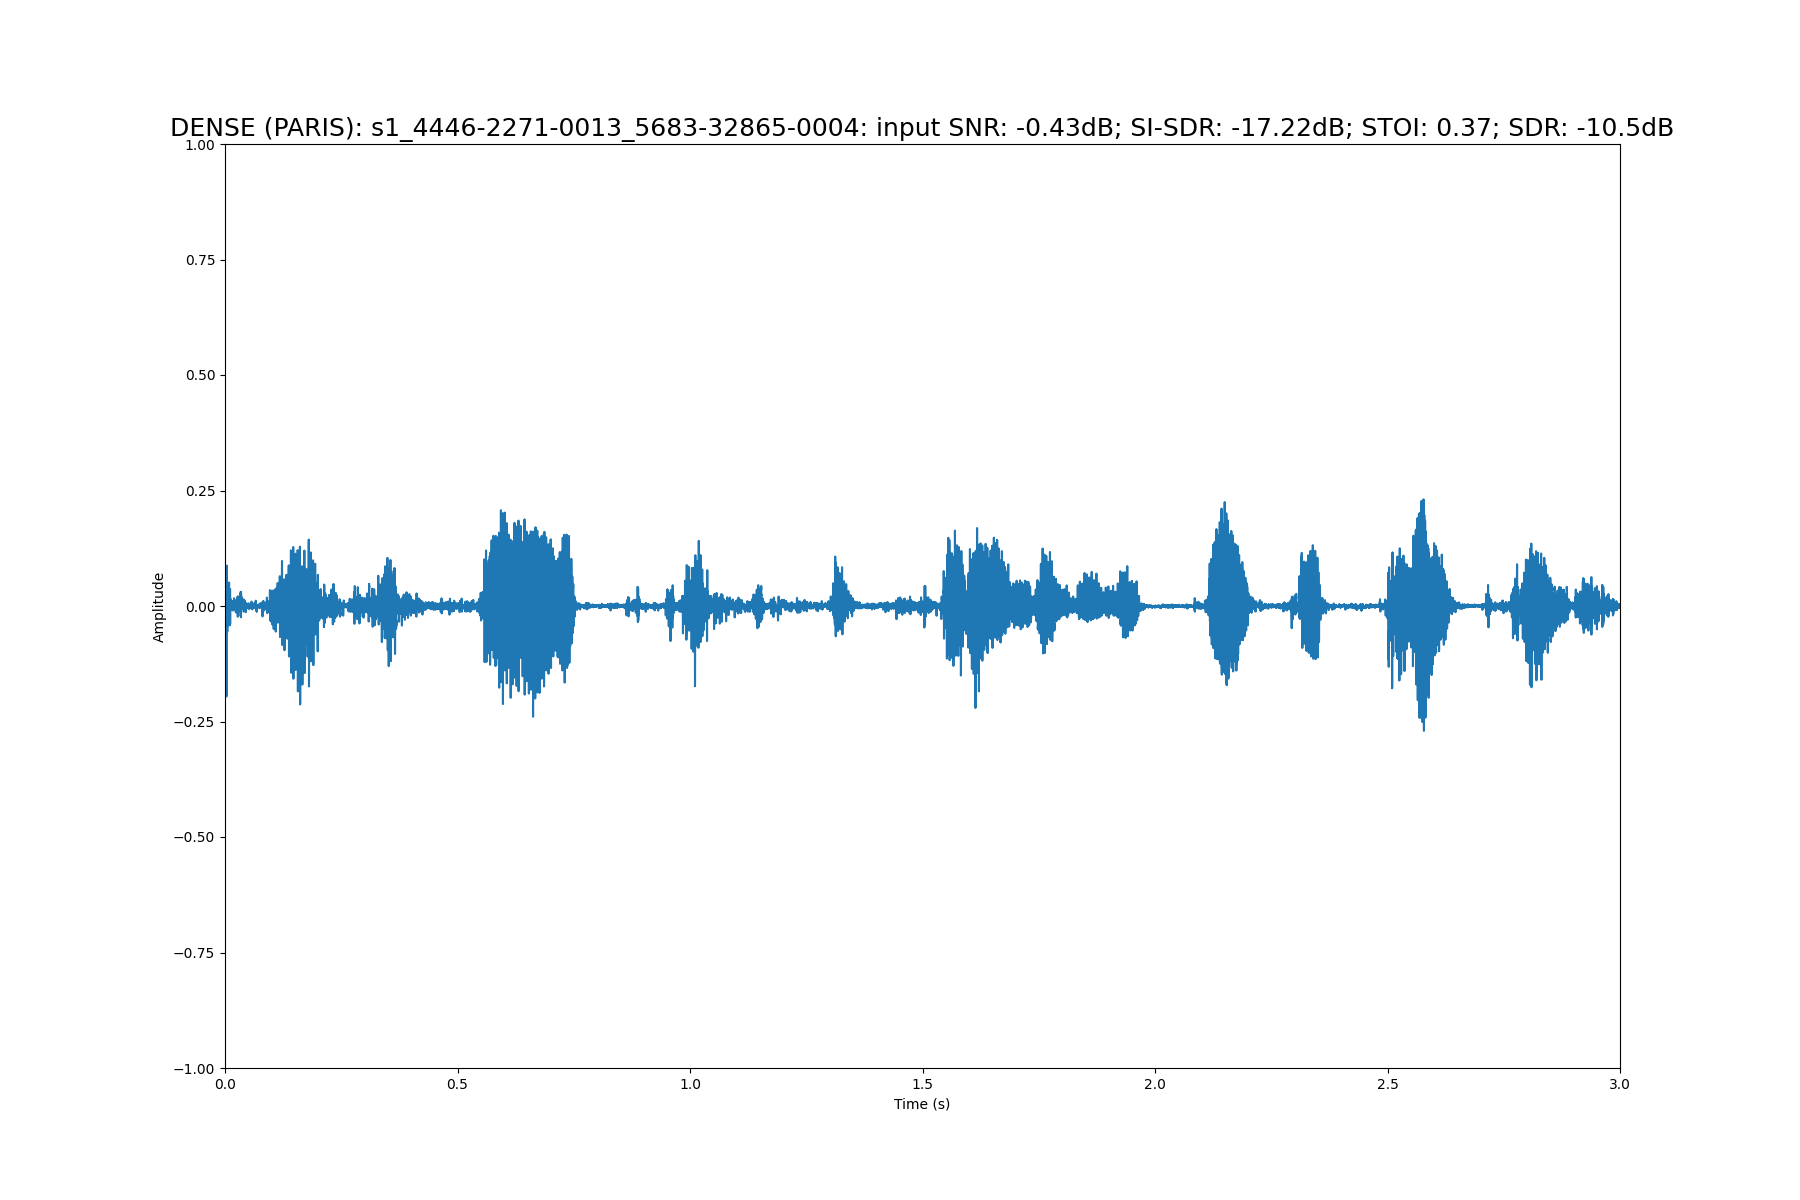 DENSE (PARIS): s1_4446-2271-0013_5683-32865-0004: input SNR: -0.43dB; SI-SDR: -17.22dB; STOI: 0.37; SDR: -10.5dB
1.00
0.75
0.50
0.25
0.00
−0.25
−0.50
−0.75
−1.00
Amplitude
0.0 0.5 1.0 1.5 2.0 2.5 3.0
Time (s)